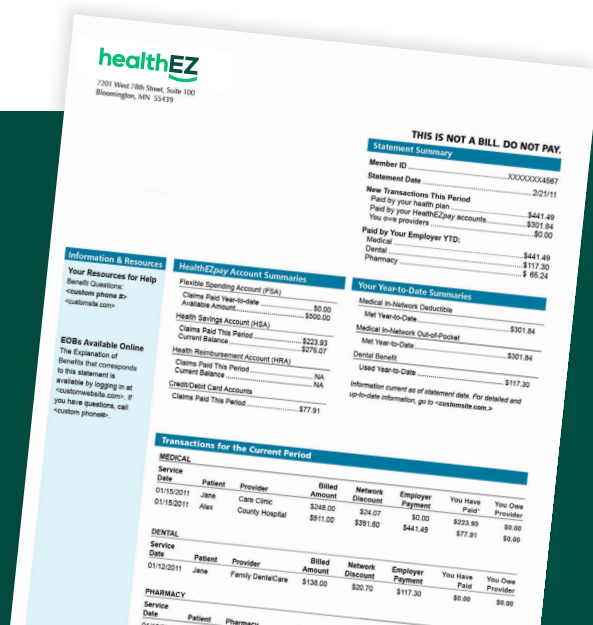 healthEZ
7201 West 78th Street, Suite 100
Bloomington, MN 55439
THIS IS NOT A BILL. DO NOT PAY.
Statement Summary
Member ID ........ XXXXXXX4567
Statement Date ........ 2/21/11
New Transactions This Period
Paid by your health plan ........ $441.49
Paid by your HealthEZpay accounts ........ $301.84
You owe providers ........ $0.00
Paid by Your Employer YTD:
Medical ........ $441.49
Dental ........ $117.30
Pharmacy ........ $ 65.24
Information & Resources
Your Resources for Help
Benefit Questions:
<custom phone #>
<customsite.com>
EOBs Available Online
The Explanation of
Benefits that corresponds
to this statement is
available by logging in at
<customwebsite.com>. If
you have questions, call
<custom phone#>.
HealthEZpay Account Summaries
Flexible Spending Account (FSA)
Claims Paid Year-to-date ........ $0.00
Available Amount ........ $500.00
Health Savings Account (HSA)
Claims Paid This Period ........ $223.93
Current Balance ........ $276.07
Health Reimbursement Account (HRA)
Claims Paid This Period ........ NA
Current Balance ........ NA
Credit/Debit Card Accounts
Claims Paid This Period ........ $77.91
Your Year-to-Date Summaries
Medical In-Network Deductible
Met Year-to-Date ........ $301.84
Medical In-Network Out-of-Pocket
Met Year-to-Date ........ $301.84
Dental Benefit
Used Year-to-Date ........ $117.30
Information current as of statement date. For detailed and
up-to-date information, go to <customsite.com.>
Transactions for the Current Period
MEDICAL
Service Date Patient Provider Billed Amount Network Discount Employer Payment You Have Paid* You Owe Provider
01/15/2011 Jane Care Clinic $248.00 $24.07 $0.00 $223.93 $0.00
01/15/2011 Alex County Hospital $911.00 $391.60 $441.49 $77.91 $0.00
DENTAL
Service Date Patient Provider Billed Amount Network Discount Employer Payment You Have Paid You Owe Provider
01/12/2011 Jane Family DentalCare $138.00 $20.70 $117.30 $0.00 $0.00
PHARMACY
Service
Date Patient Pharmacy Billed Network Employer You Have You Owe